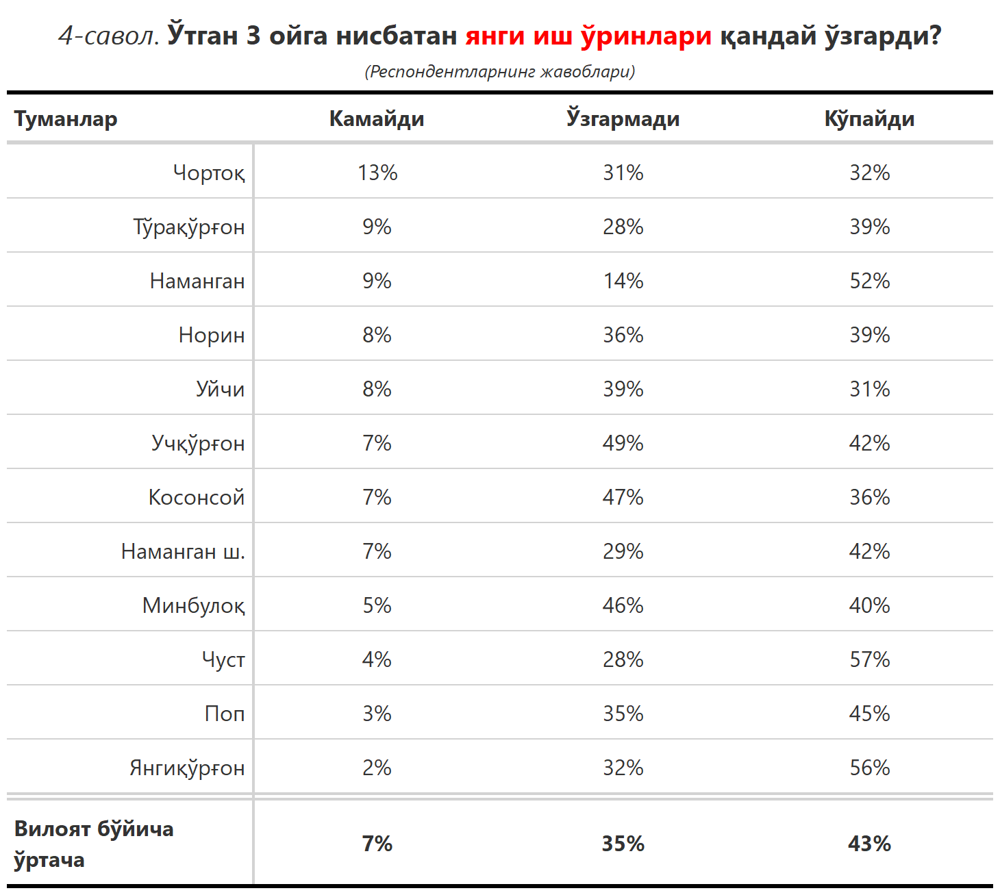 4-савол. Ўтган 3 ойга нисбатан янги иш ўринлари қандай ўзгарди?
(Респондентларнинг жавоблари)
Туманлар Камайди Ўзгармади Кўпайди
Чортоқ 13% 31% 32%
Тўрақўрғон 9% 28% 39%
Наманган 9% 14% 52%
Норин 8% 36% 39%
Уйчи 8% 39% 31%
Учқўрғон 7% 49% 42%
Косонсой 7% 47% 36%
Наманган ш. 7% 29% 42%
Минбулоқ 5% 46% 40%
Чуст 4% 28% 57%
Поп 3% 35% 45%
Янгиқўрғон 2% 32% 56%
Вилоят бўйича
ўртача 7% 35% 43%